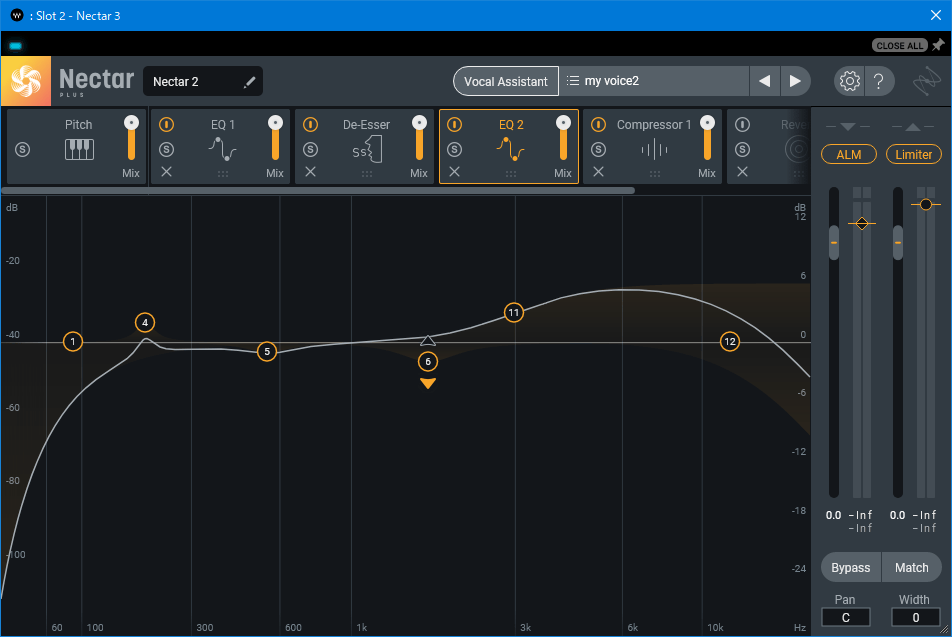 : Slot 2 - Nectar 3
CLOSE ALL
Nectar
PLUS
Nectar 2
Vocal Assistant
my voice2
?
Pitch
S
Mix
EQ 1
S
Mix
De-Esser
S
SS
Mix
EQ 2
S
Mix
Compressor 1
S
Mix
Reve
S
ALM
Limiter
dB
-20
-40
-60
-80
-100
dB
12
6
0
-6
-12
-18
-24
1
4
5
6
11
12
60
100
300
600
1k
3k
6k
10k
Hz
0.0
-Inf
-Inf
0.0
-Inf
-Inf
Bypass
Match
Pan
Width
C
0